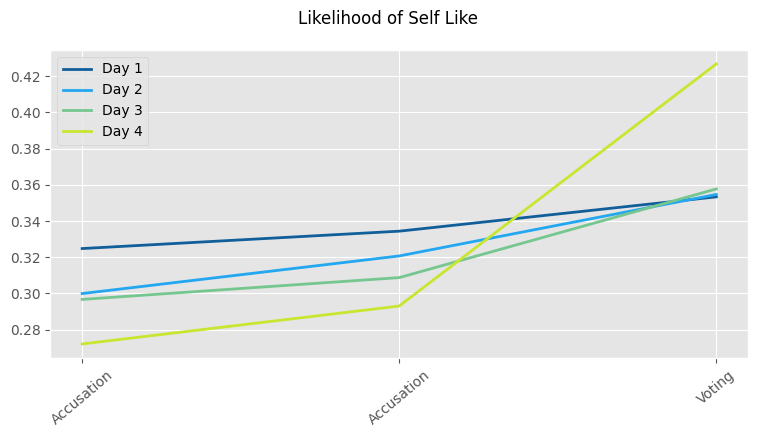 Likelihood of Self Like
Day 1
Day 2
Day 3
Day 4
0.42
0.40
0.38
0.36
0.34
0.32
0.30
0.28
Accusation
Accusation
Voting